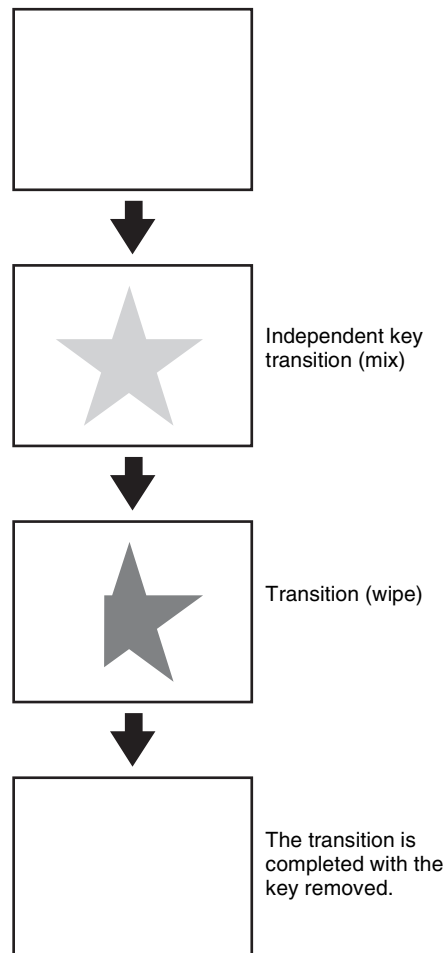 Independent key
transition (mix)
Transition (wipe)
The transition is
completed with the
key removed.